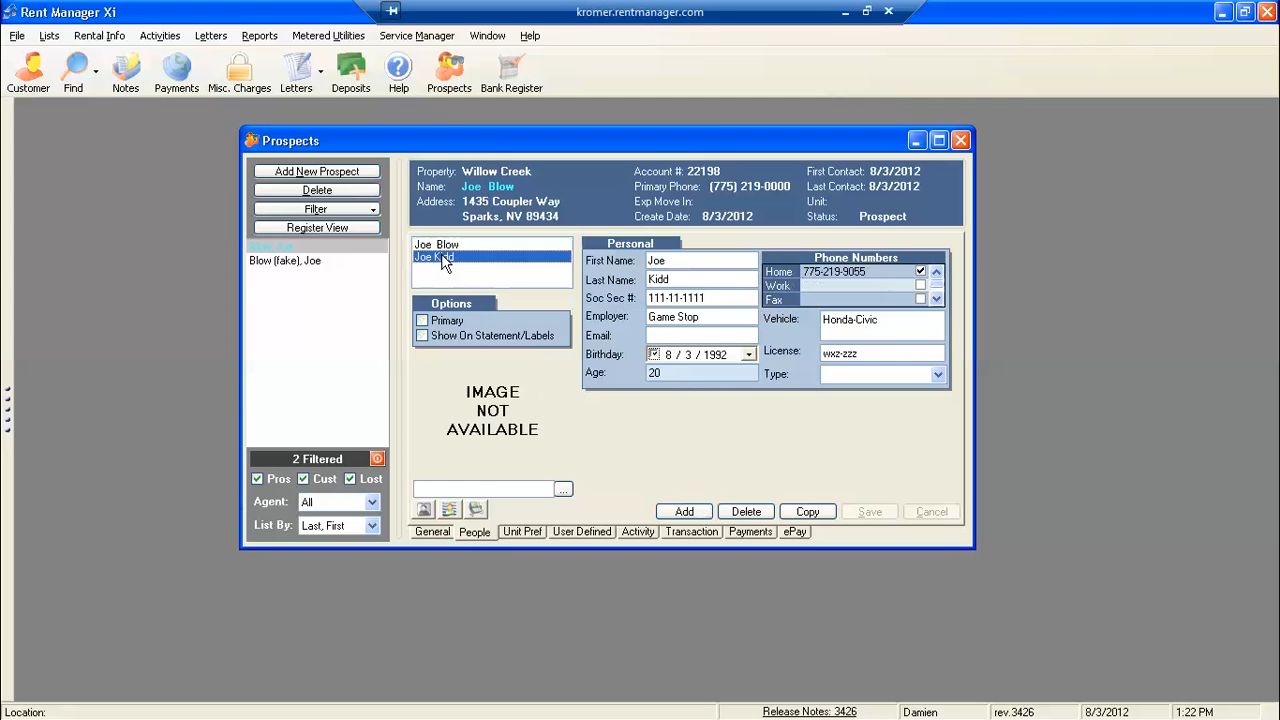 Rent Manager Xi
kromer.rentmanager.com
File Lists Rental Info Activities Letters Reports Metered Utilities Service Manager Window Help
Customer Find Notes Payments Misc. Charges Letters Deposits Help Prospects Bank Register
Prospects
Add New Prospect
Delete
Filter
Register View
Blow (fake), Joe
2 Filtered
Pros Cust Lost
Agent: All
List By: Last, First
Property: Willow Creek
Name: Joe Blow
Address: 1435 Coupler Way
Sparks, NV 89434
Account #: 22198
Primary Phone: (775) 219-0000
Exp Move In:
Create Date: 8/3/2012
First Contact: 8/3/2012
Last Contact: 8/3/2012
Unit:
Status: Prospect
Joe Blow
Joe Kidd
Options
Primary
Show On Statement/Labels
IMAGE
NOT
AVAILABLE
...
Personal
First Name: Joe
Last Name: Kidd
Soc Sec #: 111-11-1111
Employer: Game Stop
Email:
Birthday: 8 / 3 / 1992
Age: 20
Phone Numbers
Home 775-219-9055
Work
Fax
Vehicle: Honda-Civic
License: wxz-zzz
Type:
Add Delete Copy Save Cancel
General People Unit Pref User Defined Activity Transaction Payments ePay
Location: Release Notes: 3426 Damien rev.3426 8/3/2012 1:22 PM